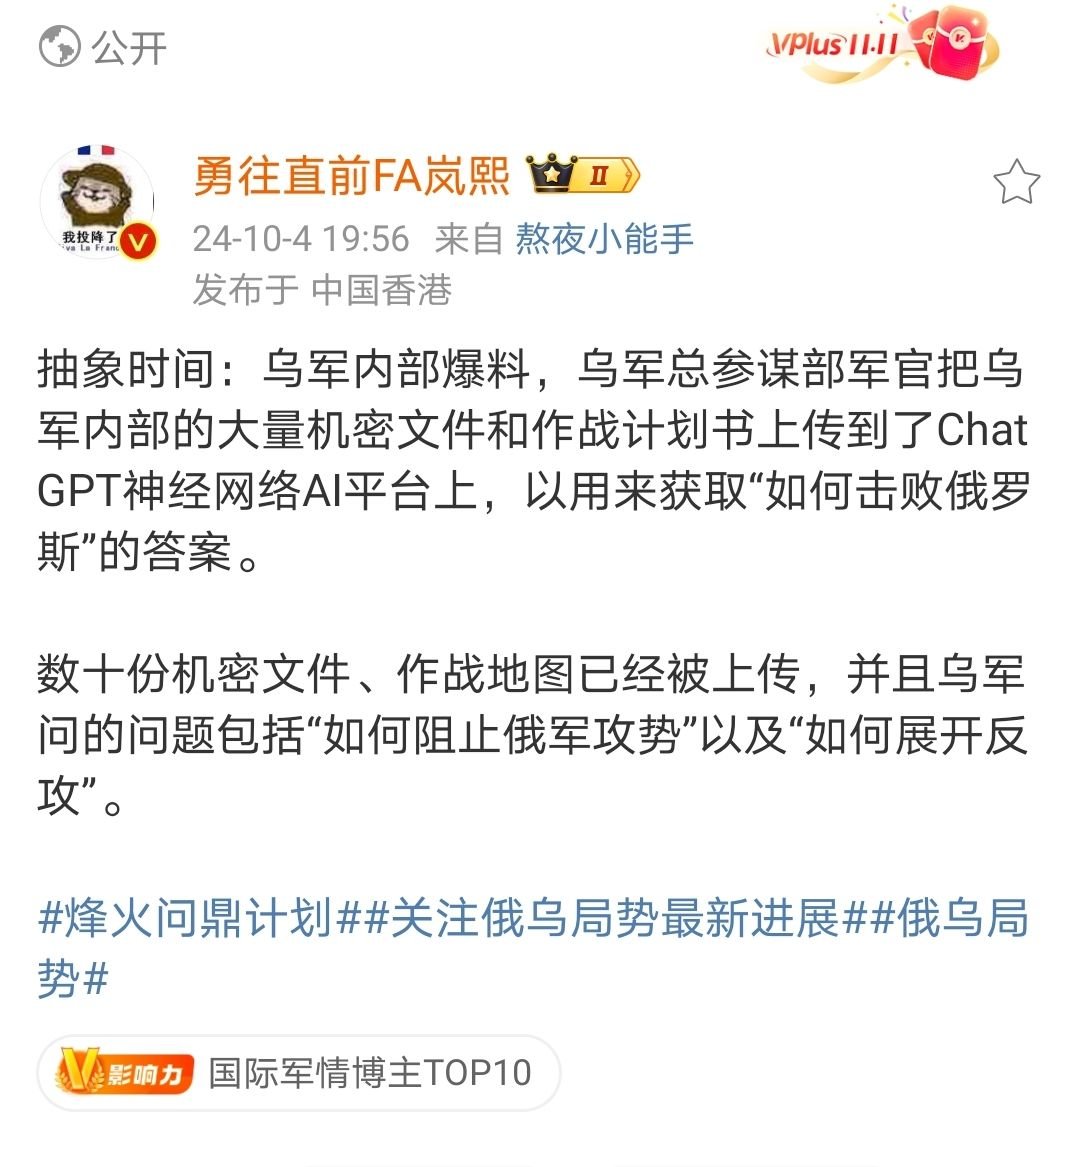 公开
VPlus 11.11
勇往直前FA岚熙
II
24-10-4 19:56 来自 熬夜小能手
发布于 中国香港
我投降了
抽象时间：乌军内部爆料，乌军总参谋部军官把乌
军内部的大量机密文件和作战计划书上传到了Chat
GPT神经网络AI平台上，以用来获取“如何击败俄罗
斯”的答案。
数十份机密文件、作战地图已经被上传，并且乌军
问的问题包括“如何阻止俄军攻势”以及“如何展开反
攻”。
#烽火问鼎计划##关注俄乌局势最新进展##俄乌局
势#
V影响力 国际军情博主TOP10